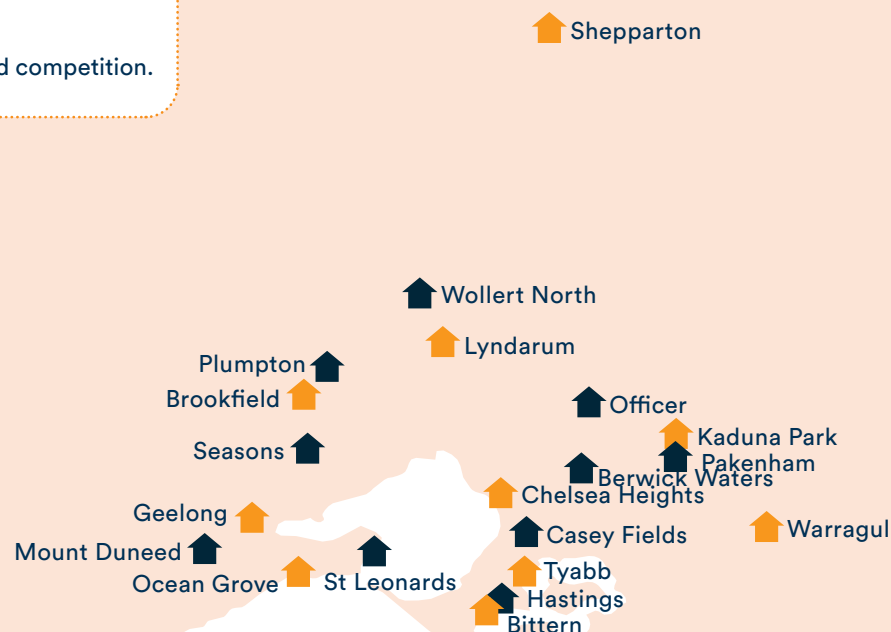 Shepparton
d competition.
Wollert North
Lyndarum
Plumpton
Brookfield
Officer
Kaduna Park
Seasons
Pakenham
Berwick Waters
Chelsea Heights
Geelong
Warragul
Casey Fields
Mount Duneed
Tyabb
Ocean Grove
St Leonards
Hastings
Bittern